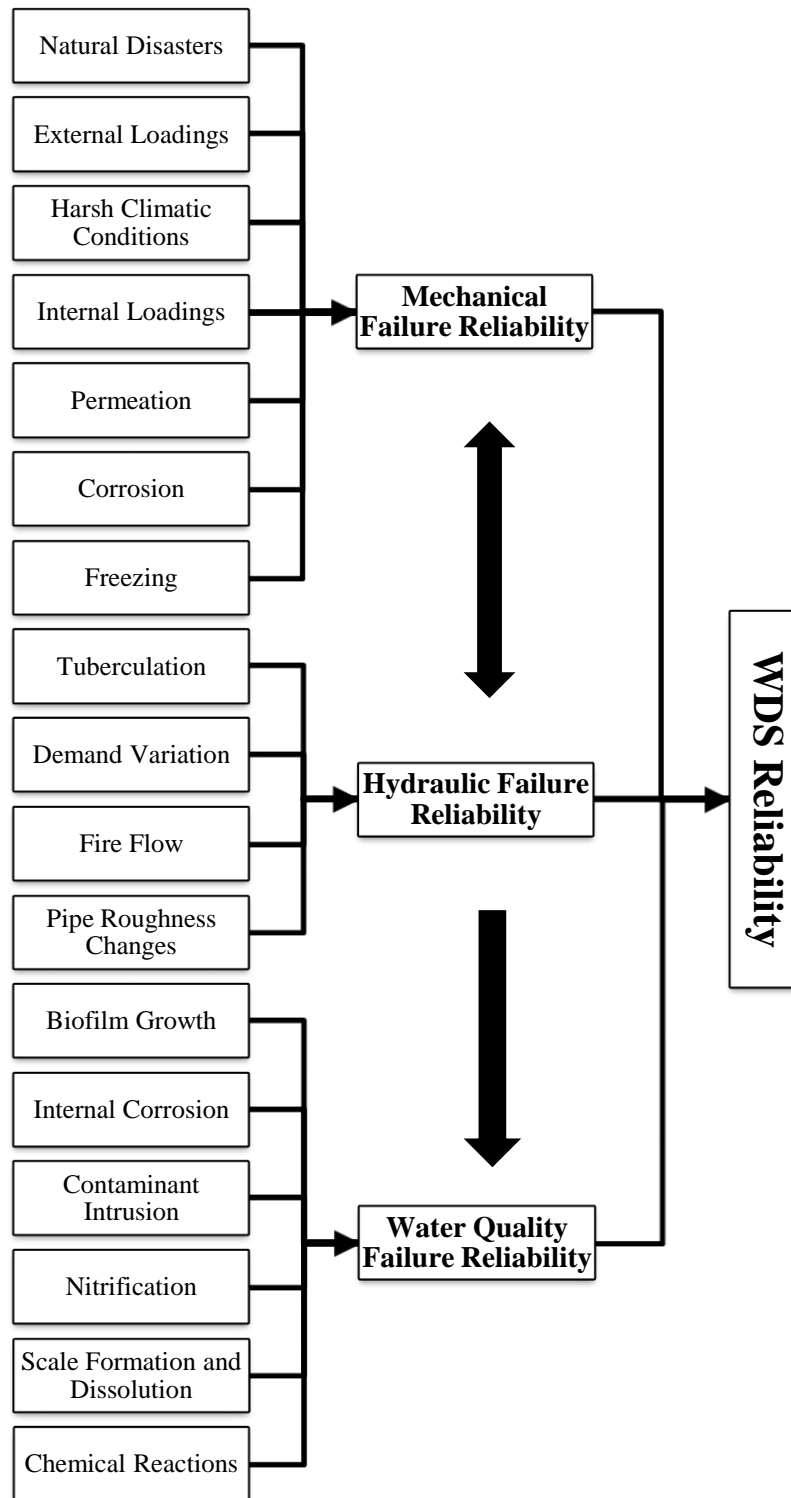 Natural Disasters
External Loadings
Harsh Climatic
Conditions
Internal Loadings
Permeation
Corrosion
Freezing
Tuberculation
Demand Variation
Fire Flow
Pipe Roughness
Changes
Biofilm Growth
Internal Corrosion
Contaminant
Intrusion
Nitrification
Scale Formation and
Dissolution
Chemical Reactions
Mechanical
Failure Reliability
Hydraulic Failure
Reliability
Water Quality
Failure Reliability
WDS Reliability